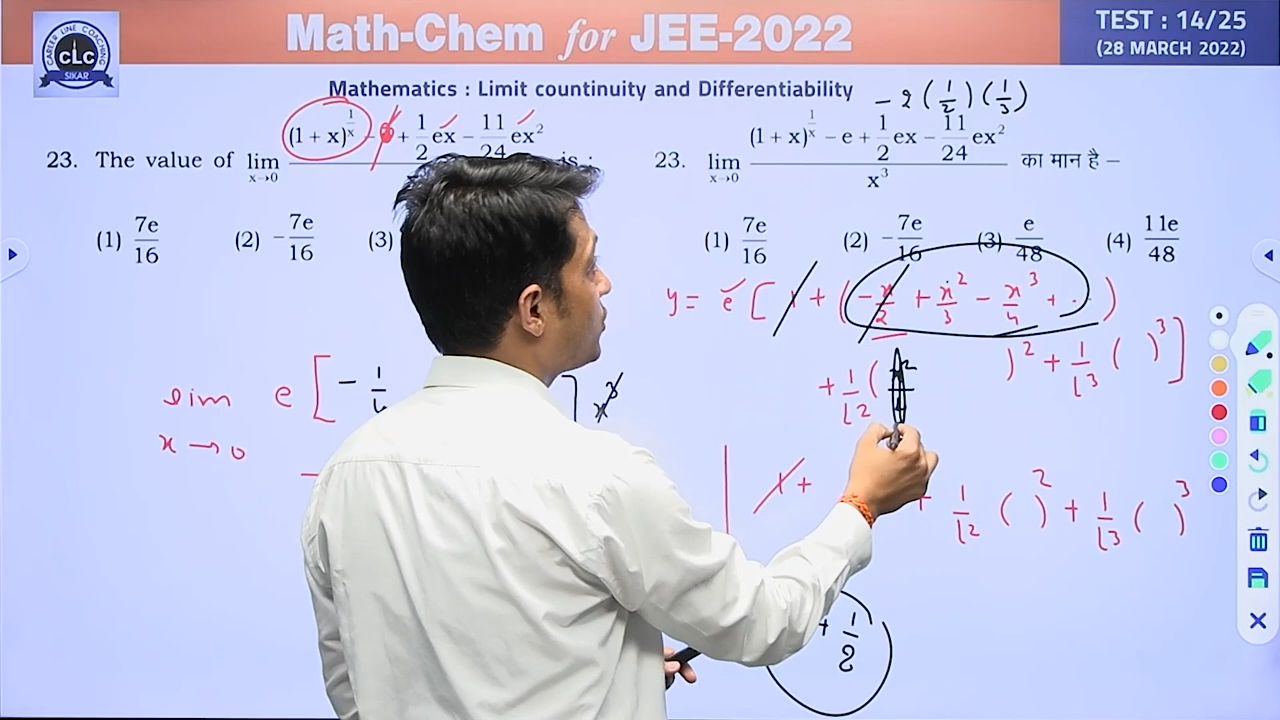 CAREER LINE COACHING
CLC
SIKAR
Math-Chem for JEE-2022
TEST : 14/25
(28 MARCH 2022)
Mathematics : Limit countinuity and Differentiability
− 2 (1/2) (1/3)
23. The value of lim x→0 (1 + x)^(1/x) − + 1/2 ex − 11/24 ex² is :
(1) 7e/16 (2) −7e/16 (3)
23. lim x→0 ((1 + x)^(1/x) − e + 1/2 ex − 11/24 ex²)/x³ का मान है –
(1) 7e/16 (2) −7e/16 (3) e/48 (4) 11e/48
y = e [ 1 + ( −x/2 + x²/3 − x³/4 + .. )
+ 1/2 ( )² + 1/3 ( )³ ]
lim x→0 e [ − 1/4 ] x³
1 + + 1/2 ( )² + 1/3 ( )³
+ 1/2